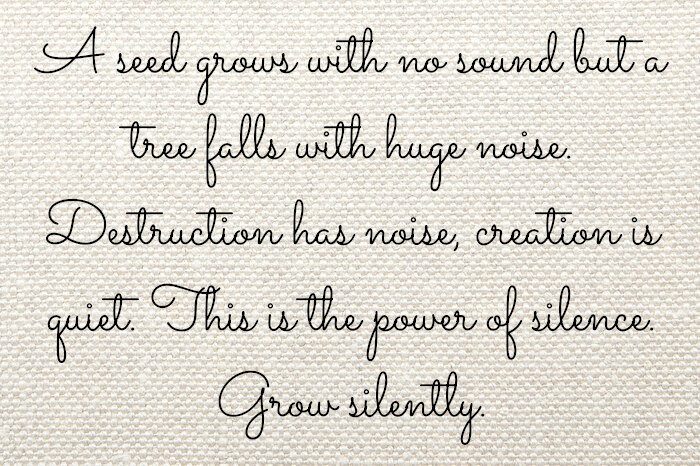 A seed grows with no sound but a
tree falls with huge noise.
Destruction has noise, creation is
quiet. This is the power of silence.
Grow silently.